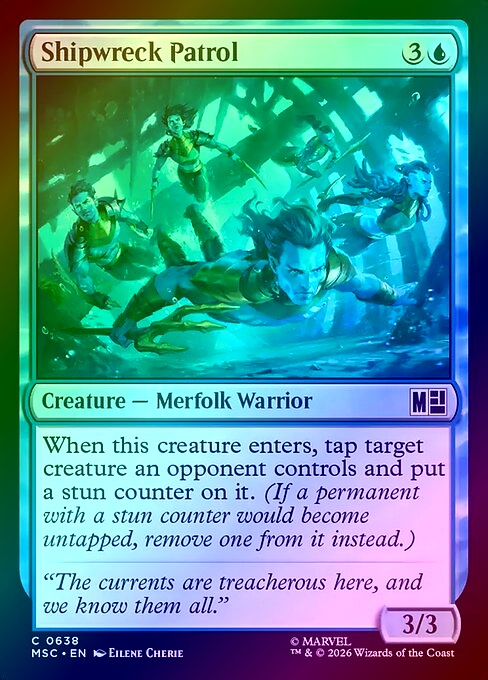 Shipwreck Patrol 3
Creature — Merfolk Warrior
When this creature enters, tap target
creature an opponent controls and put
a stun counter on it. (If a permanent
with a stun counter would become
untapped, remove one from it instead.)
“The currents are treacherous here, and
we know them all.”
3/3
C 0638
MSC • EN Eilene Cherie
© MARVEL
™ & © 2026 Wizards of the Coast